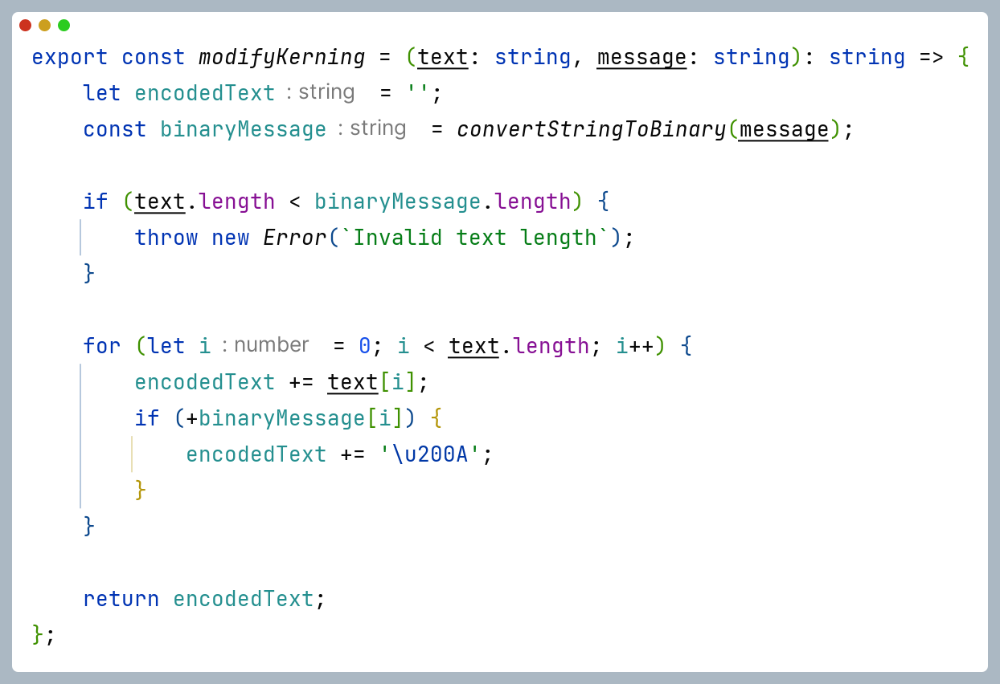 export const modifyKerning = (text: string, message: string): string => {
    let encodedText : string  = '';
    const binaryMessage : string  = convertStringToBinary(message);

    if (text.length < binaryMessage.length) {
        throw new Error(`Invalid text length`);
    }

    for (let i : number  = 0; i < text.length; i++) {
        encodedText += text[i];
        if (+binaryMessage[i]) {
            encodedText += '\u200A';
        }
    }

    return encodedText;
};